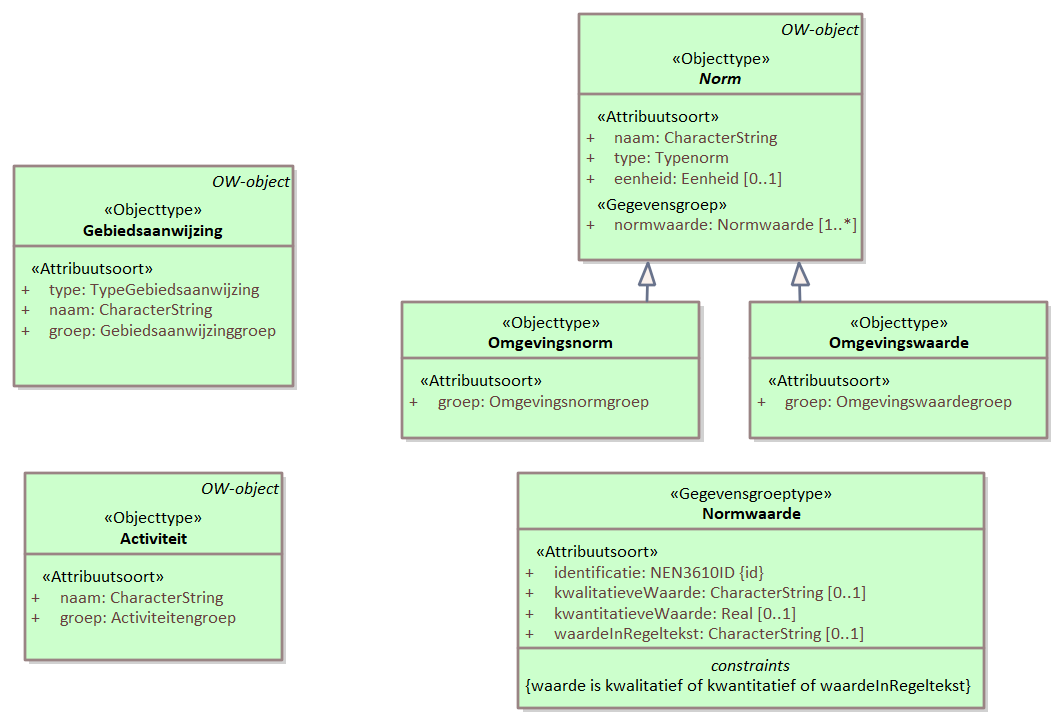 OW-object
«Objecttype»
Norm
«Attribuutsoort»
+ naam: CharacterString
+ type: Typenorm
+ eenheid: Eenheid [0..1]
«Gegevensgroep»
+ normwaarde: Normwaarde [1..*]
OW-object
«Objecttype»
Gebiedsaanwijzing
«Attribuutsoort»
+ type: TypeGebiedsaanwijzing
+ naam: CharacterString
+ groep: Gebiedsaanwijzinggroep
«Objecttype»
Omgevingsnorm
«Attribuutsoort»
+ groep: Omgevingsnormgroep
«Objecttype»
Omgevingswaarde
«Attribuutsoort»
+ groep: Omgevingswaardegroep
OW-object
«Objecttype»
Activiteit
«Attribuutsoort»
+ naam: CharacterString
+ groep: Activiteitengroep
«Gegevensgroeptype»
Normwaarde
«Attribuutsoort»
+ identificatie: NEN3610ID {id}
+ kwalitatieveWaarde: CharacterString [0..1]
+ kwantitatieveWaarde: Real [0..1]
+ waardeInRegeltekst: CharacterString [0..1]
constraints
{waarde is kwalitatief of kwantitatief of waardeInRegeltekst}